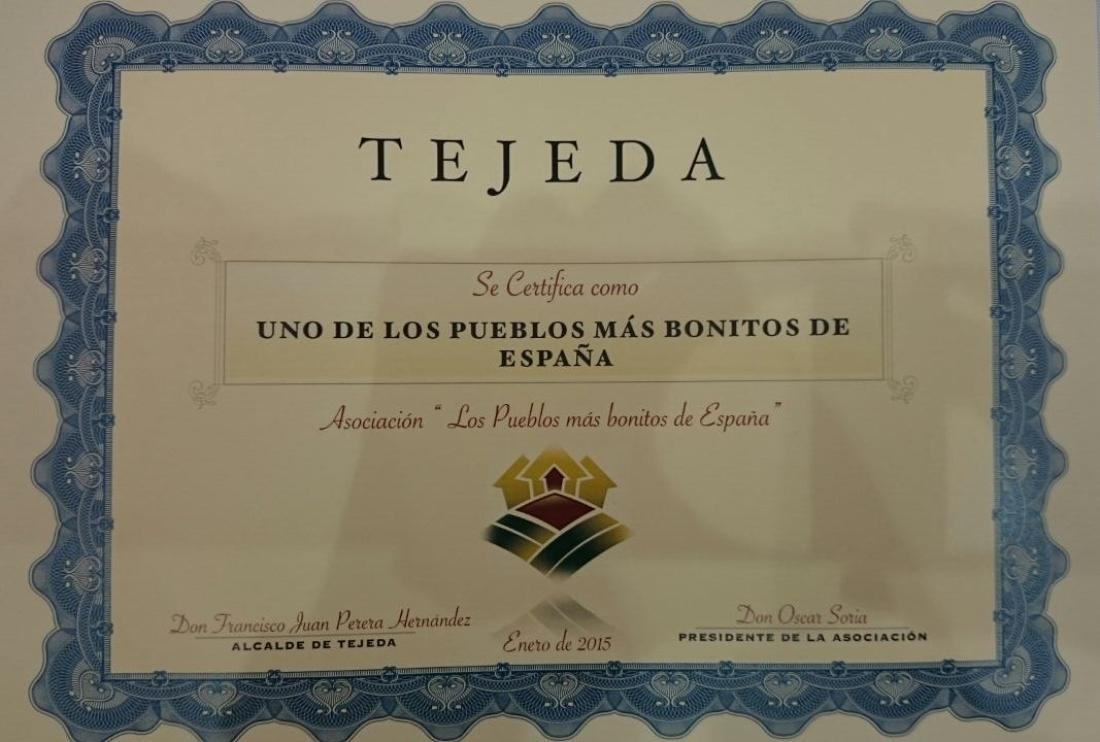 TEJEDA
Se Certifica como
UNO DE LOS PUEBLOS MÁS BONITOS DE
ESPAÑA
Asociación “ Los Pueblos más bonitos de España”
Don Francisco Juan Perera Hernández
ALCALDE DE TEJEDA
Enero de 2015
Don Oscar Soria
PRESIDENTE DE LA ASOCIACIÓN